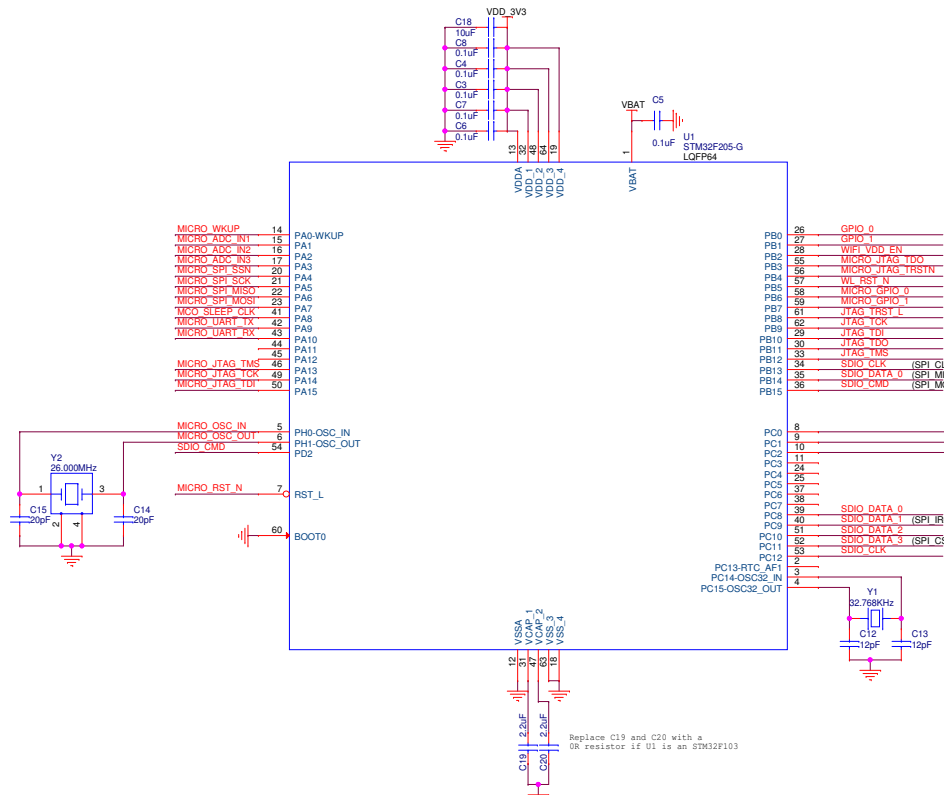 VDD_3V3
C18
10uF
C8
0.1uF
C4
0.1uF
C3
0.1uF
C7
0.1uF
C6
0.1uF
VBAT
C5
0.1uF
U1
STM32F205-G
LQFP64
13
32
48
64
19
1
VDDA
VDD_1
VDD_2
VDD_3
VDD_4
VBAT
MICRO_WKUP 14 PA0-WKUP
MICRO_ADC_IN1 15 PA1
MICRO_ADC_IN2 16 PA2
MICRO_ADC_IN3 17 PA3
MICRO_SPI_SSN 20 PA4
MICRO_SPI_SCK 21 PA5
MICRO_SPI_MISO 22 PA6
MICRO_SPI_MOSI 23 PA7
MCO_SLEEP_CLK 41 PA8
MICRO_UART_TX 42 PA9
MICRO_UART_RX 43 PA10
44 PA11
45 PA12
MICRO_JTAG_TMS 46 PA13
MICRO_JTAG_TCK 49 PA14
MICRO_JTAG_TDI 50 PA15
MICRO_OSC_IN 5 PH0-OSC_IN
MICRO_OSC_OUT 6 PH1-OSC_OUT
SDIO_CMD 54 PD2
MICRO_RST_N 7 RST_L
60 BOOT0
Y2
26.000MHz
1
3
2
4
C15
20pF
C14
20pF
PB0 26 GPIO_0
PB1 27 GPIO_1
PB2 28 WIFI_VDD_EN
PB3 55 MICRO_JTAG_TDO
PB4 56 MICRO_JTAG_TRSTN
PB5 57 WL_RST_N
PB6 58 MICRO_GPIO_0
PB7 59 MICRO_GPIO_1
PB8 61 JTAG_TRST_L
PB9 62 JTAG_TCK
PB10 29 JTAG_TDI
PB11 30 JTAG_TDO
PB12 33 JTAG_TMS
PB13 34 SDIO_CLK (SPI_CL
PB14 35 SDIO_DATA_0 (SPI_MI
PB15 36 SDIO_CMD (SPI_MO
PC0 8
PC1 9
PC2 10
PC3 11
PC4 24
PC5 25
PC6 37
PC7 38
PC8 39 SDIO_DATA_0
PC9 40 SDIO_DATA_1 (SPI_IR
PC10 51 SDIO_DATA_2
PC11 52 SDIO_DATA_3 (SPI_CS
PC12 53 SDIO_CLK
PC13-RTC_AF1 2
PC14-OSC32_IN 3
PC15-OSC32_OUT 4
Y1
32.768KHz
C12
12pF
C13
12pF
VSSA
VCAP_1
VCAP_2
VSS_3
VSS_4
12
31
47
63
18
2.2uF
2.2uF
C19
C20
Replace C19 and C20 with a
0R resistor if U1 is an STM32F103